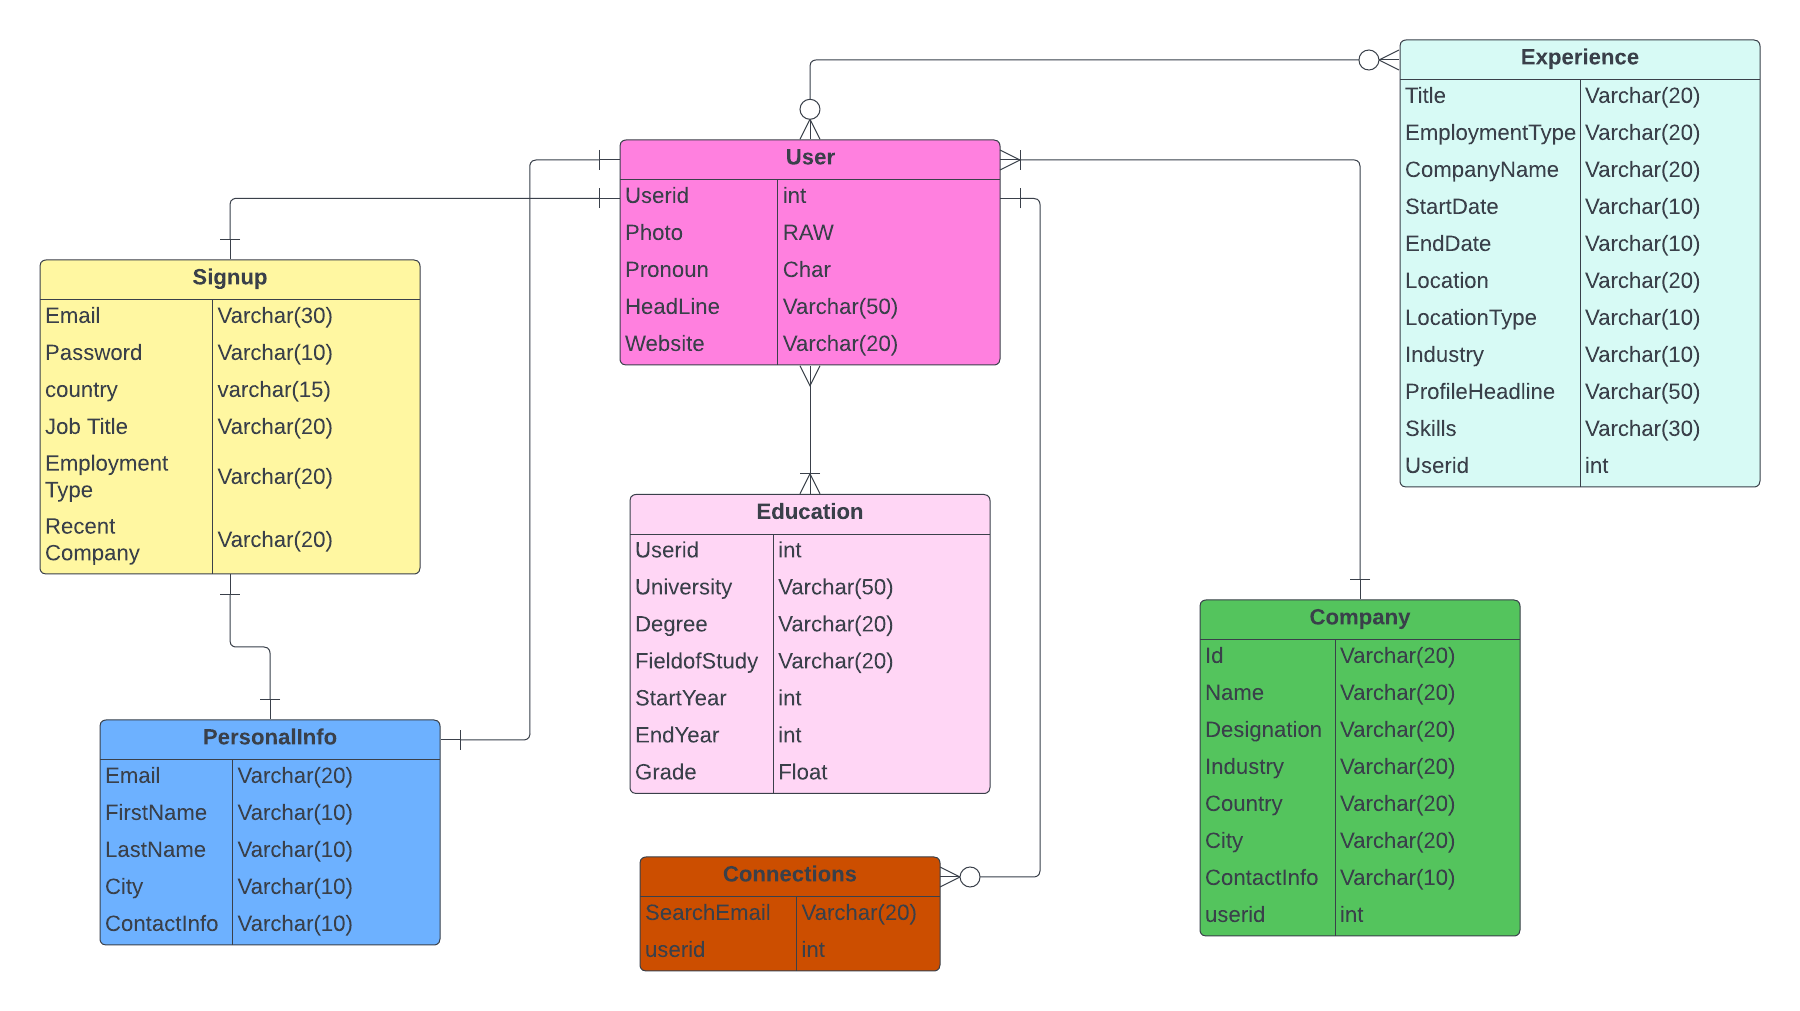 Experience
Title Varchar(20)
EmploymentType Varchar(20)
CompanyName Varchar(20)
StartDate Varchar(10)
EndDate Varchar(10)
Location Varchar(20)
LocationType Varchar(10)
Industry Varchar(10)
ProfileHeadline Varchar(50)
Skills Varchar(30)
Userid int
User
Userid int
Photo RAW
Pronoun Char
HeadLine Varchar(50)
Website Varchar(20)
Signup
Email Varchar(30)
Password Varchar(10)
country varchar(15)
Job Title Varchar(20)
Employment
Type Varchar(20)
Recent
Company Varchar(20)
Education
Userid int
University Varchar(50)
Degree Varchar(20)
FieldofStudy Varchar(20)
StartYear int
EndYear int
Grade Float
Company
Id Varchar(20)
Name Varchar(20)
Designation Varchar(20)
Industry Varchar(20)
Country Varchar(20)
City Varchar(20)
ContactInfo Varchar(10)
userid int
PersonalInfo
Email Varchar(20)
FirstName Varchar(10)
LastName Varchar(10)
City Varchar(10)
ContactInfo Varchar(10)
Connections
SearchEmail Varchar(20)
userid int